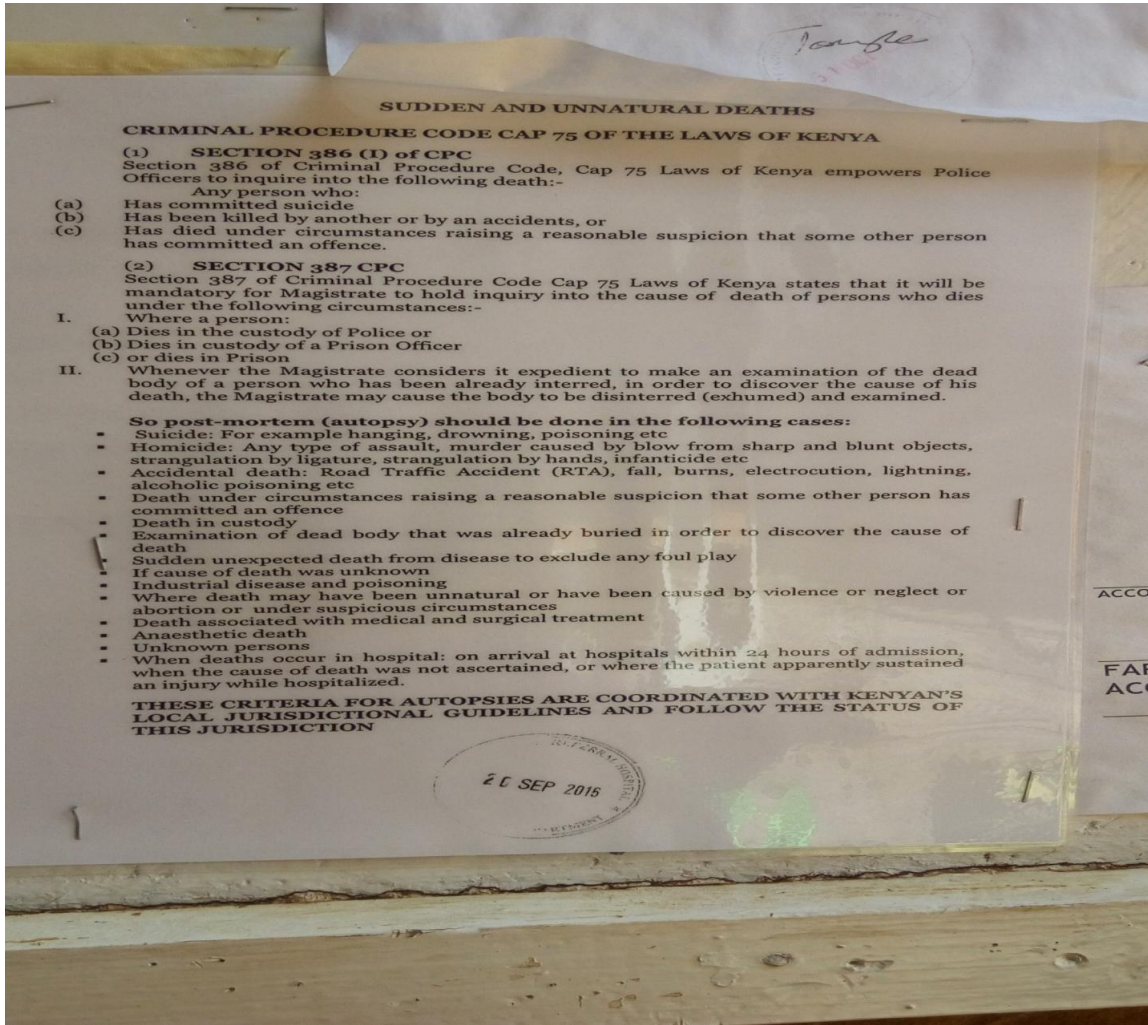 SUDDEN AND UNNATURAL DEATHS
CRIMINAL PROCEDURE CODE CAP 75 OF THE LAWS OF KENYA
(1) SECTION 386 (I) of CPC
Section 386 of Criminal Procedure Code, Cap 75 Laws of Kenya empowers Police
Officers to inquire into the following death:-
Any person who:
(a) Has committed suicide
(b) Has been killed by another or by an accidents, or
(c) Has died under circumstances raising a reasonable suspicion that some other person
has committed an offence.
(2) SECTION 387 CPC
Section 387 of Criminal Procedure Code Cap 75 Laws of Kenya states that it will be
mandatory for Magistrate to hold inquiry into the cause of death of persons who dies
under the following circumstances:-
I. Where a person:
(a) Dies in the custody of Police or
(b) Dies in custody of a Prison Officer
(c) or dies in Prison
II. Whenever the Magistrate considers it expedient to make an examination of the dead
body of a person who has been already interred, in order to discover the cause of his
death, the Magistrate may cause the body to be disinterred (exhumed) and examined.
So post-mortem (autopsy) should be done in the following cases:
▪ Suicide: For example hanging, drowning, poisoning etc
▪ Homicide: Any type of assault, murder caused by blow from sharp and blunt objects,
strangulation by ligature, strangulation by hands, infanticide etc
▪ Accidental death: Road Traffic Accident (RTA), fall, burns, electrocution, lightning,
alcoholic poisoning etc
▪ Death under circumstances raising a reasonable suspicion that some other person has
committed an offence
▪ Death in custody
▪ Examination of dead body that was already buried in order to discover the cause of
death
▪ Sudden unexpected death from disease to exclude any foul play
▪ If cause of death was unknown
▪ Industrial disease and poisoning
▪ Where death may have been unnatural or have been caused by violence or neglect or
abortion or under suspicious circumstances
▪ Death associated with medical and surgical treatment
▪ Anaesthetic death
▪ Unknown persons
▪ When deaths occur in hospital: on arrival at hospitals within 24 hours of admission,
when the cause of death was not ascertained, or where the patient apparently sustained
an injury while hospitalized.
THESE CRITERIA FOR AUTOPSIES ARE COORDINATED WITH KENYAN'S
LOCAL JURISDICTIONAL GUIDELINES AND FOLLOW THE STATUS OF
THIS JURISDICTION
HOSPITAL
SEP 2015
ACCO
FAR
ACC